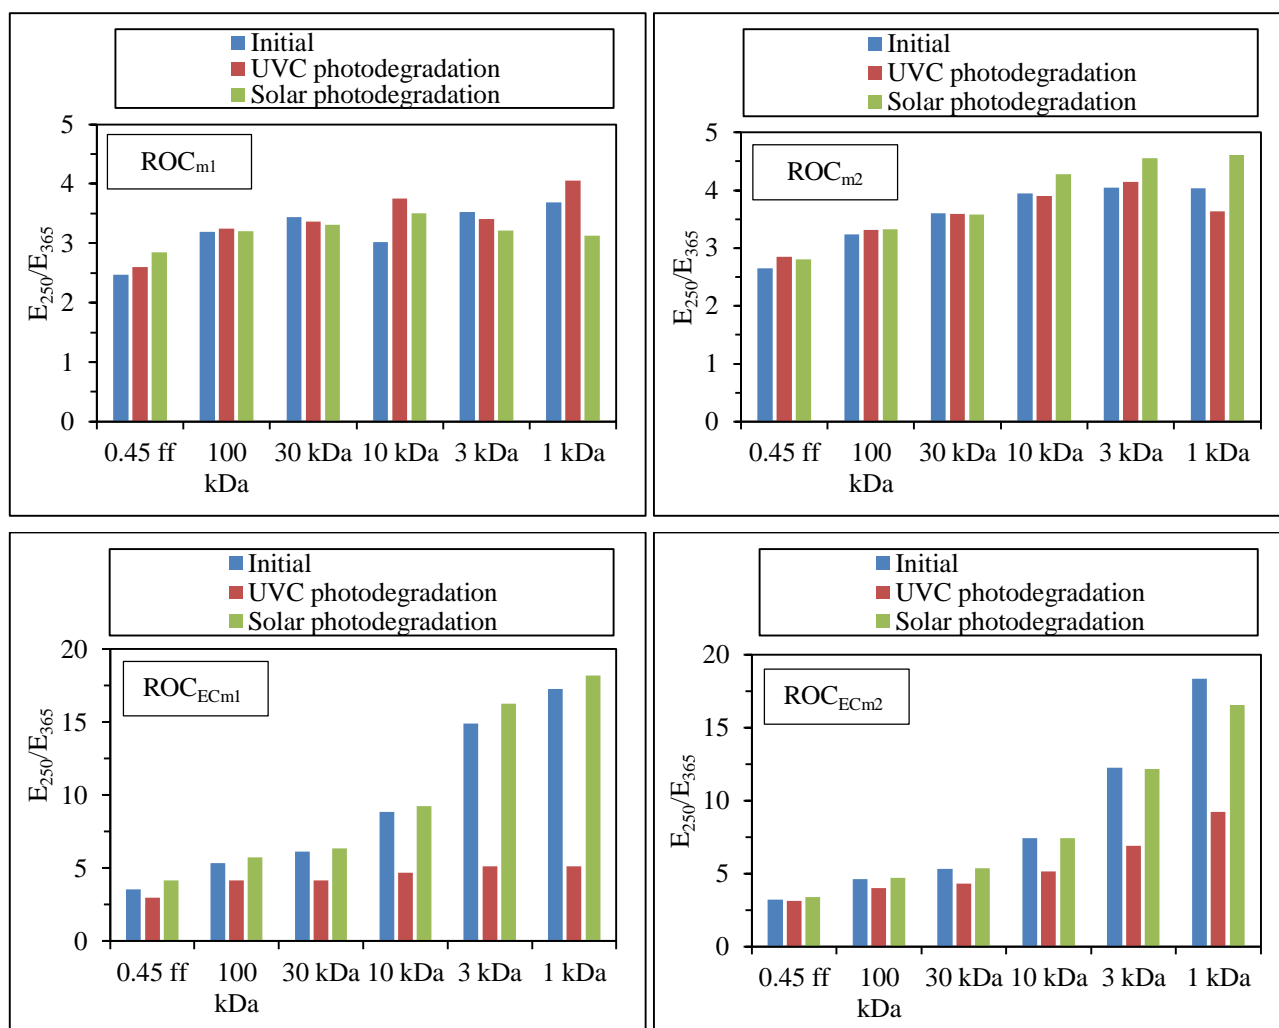 Initial
UVC photodegradation
Solar photodegradation
5
4
3
2
1
0
E250/E365
ROCm1
0.45 ff 100 kDa 30 kDa 10 kDa 3 kDa 1 kDa
Initial
UVC photodegradation
Solar photodegradation
5
4
3
2
1
0
E250/E365
ROCm2
0.45 ff 100 kDa 30 kDa 10 kDa 3 kDa 1 kDa
Initial
UVC photodegradation
Solar photodegradation
20
15
10
5
0
E250/E365
ROCECm1
0.45 ff 100 kDa 30 kDa 10 kDa 3 kDa 1 kDa
Initial
UVC photodegradation
Solar photodegradation
20
15
10
5
0
E250/E365
ROCECm2
0.45 ff 100 kDa 30 kDa 10 kDa 3 kDa 1 kDa